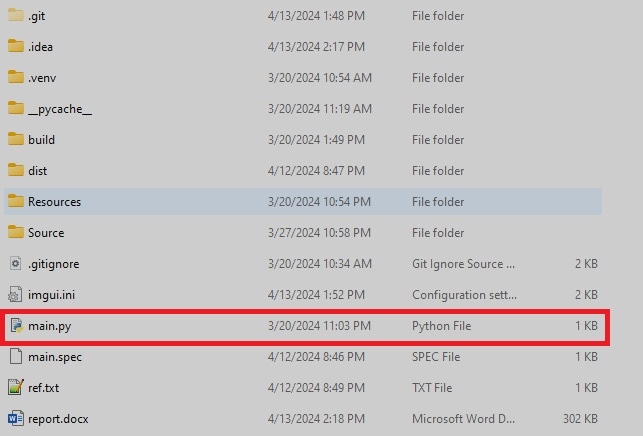 .git 4/13/2024 1:48 PM File folder
.idea 4/13/2024 2:17 PM File folder
.venv 3/20/2024 10:54 AM File folder
__pycache__ 3/20/2024 11:19 AM File folder
build 3/20/2024 1:49 PM File folder
dist 4/12/2024 8:47 PM File folder
Resources 3/20/2024 10:54 PM File folder
Source 3/27/2024 10:58 PM File folder
.gitignore 3/20/2024 10:34 AM Git Ignore Source ... 2 KB
imgui.ini 4/13/2024 1:52 PM Configuration sett... 2 KB
main.py 3/20/2024 11:03 PM Python File 1 KB
main.spec 4/12/2024 8:46 PM SPEC File 1 KB
ref.txt 4/12/2024 8:49 PM TXT File 1 KB
report.docx 4/13/2024 2:18 PM Microsoft Word D... 302 KB